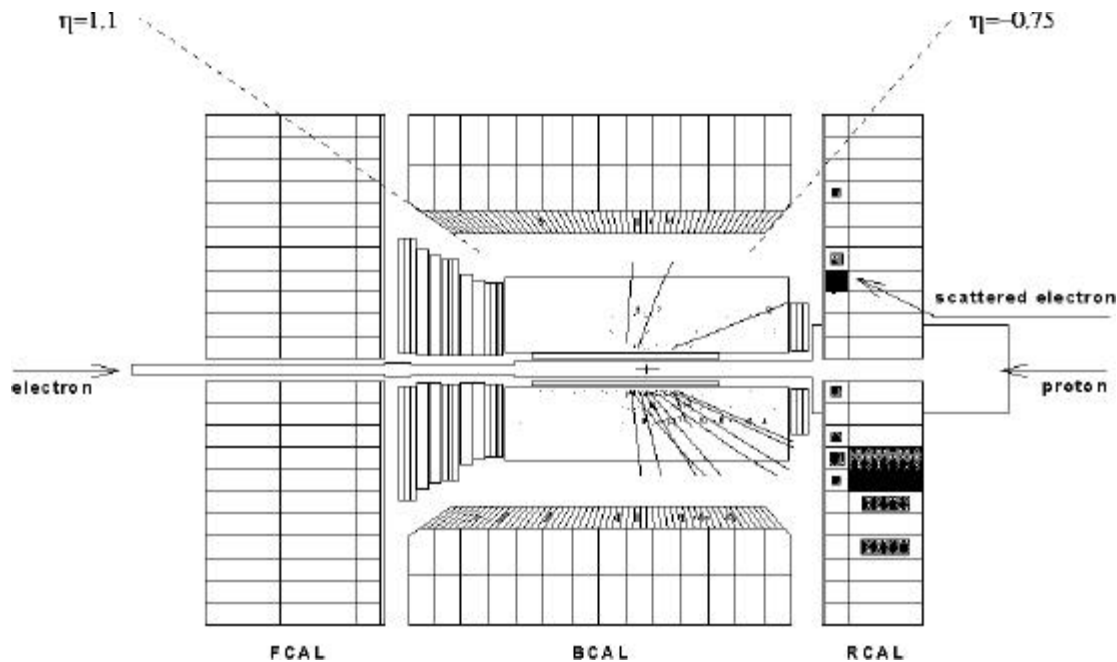 η=1.1
η=−0.75
scattered electron
electron
proton
FCAL
BCAL
RCAL